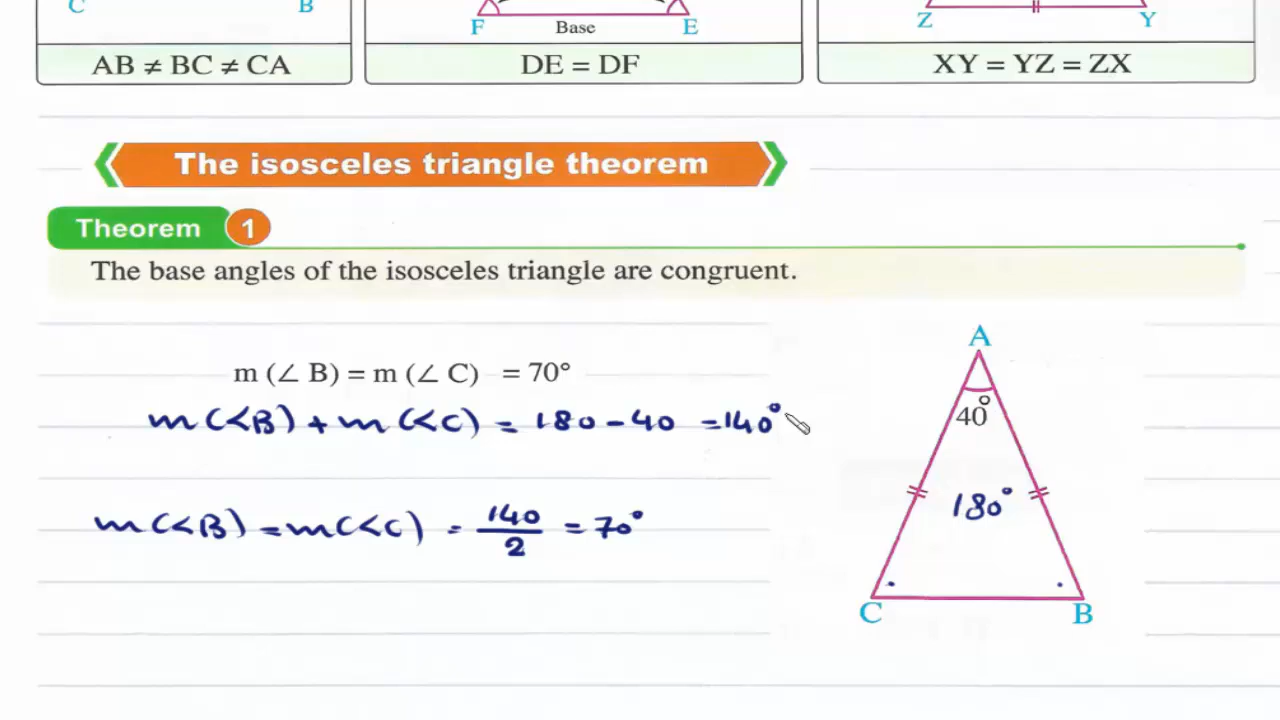 C B
F Base E
Z Y
AB ≠ BC ≠ CA
DE = DF
XY = YZ = ZX
The isosceles triangle theorem
Theorem 1
The base angles of the isosceles triangle are congruent.
m (∠ B) = m (∠ C) = 70°
m (<B) + m (<C) = 180 - 40 = 140°
m (<B) = m (<C) = 140/2 = 70°
A
40°
180°
C B